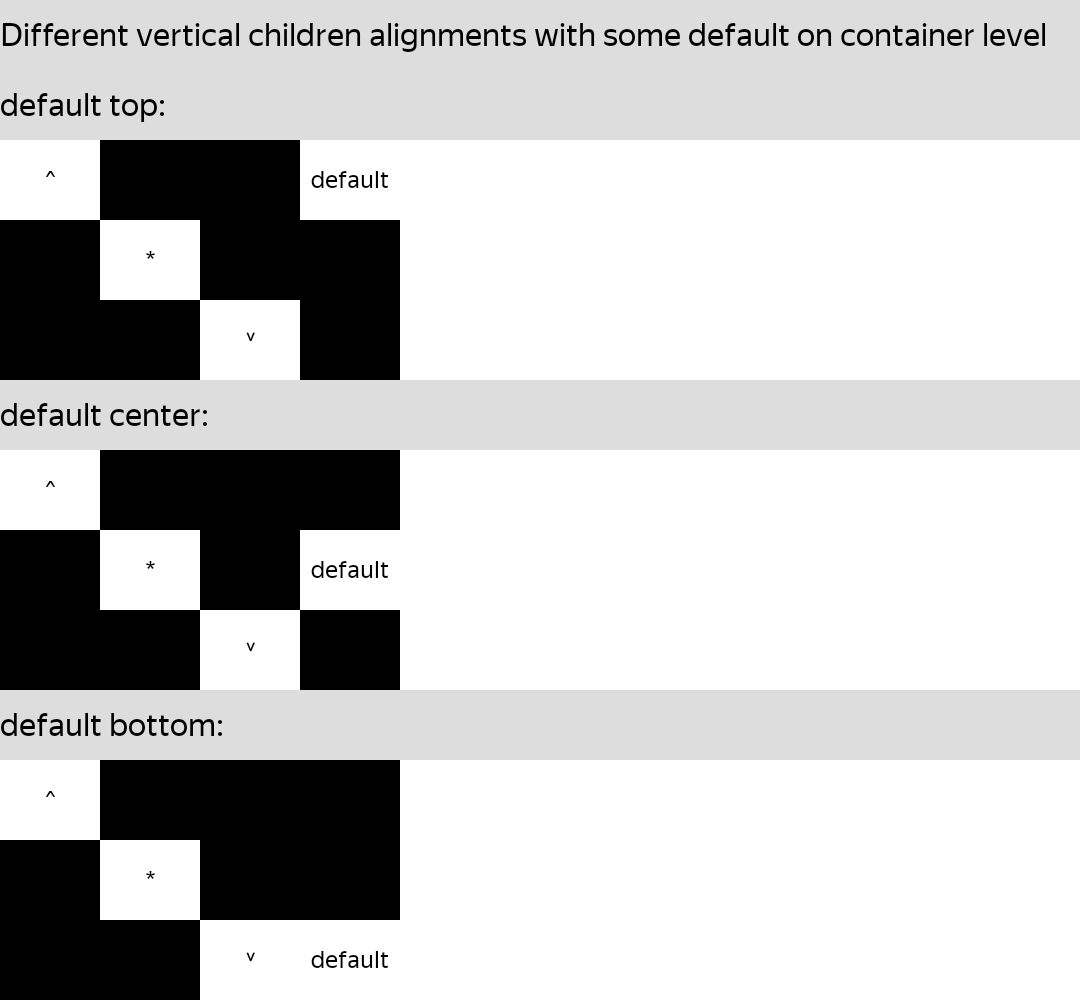 Different vertical children alignments with some default on container level
default top:
^ default
*
v
default center:
^
* default
v
default bottom:
^
*
v default